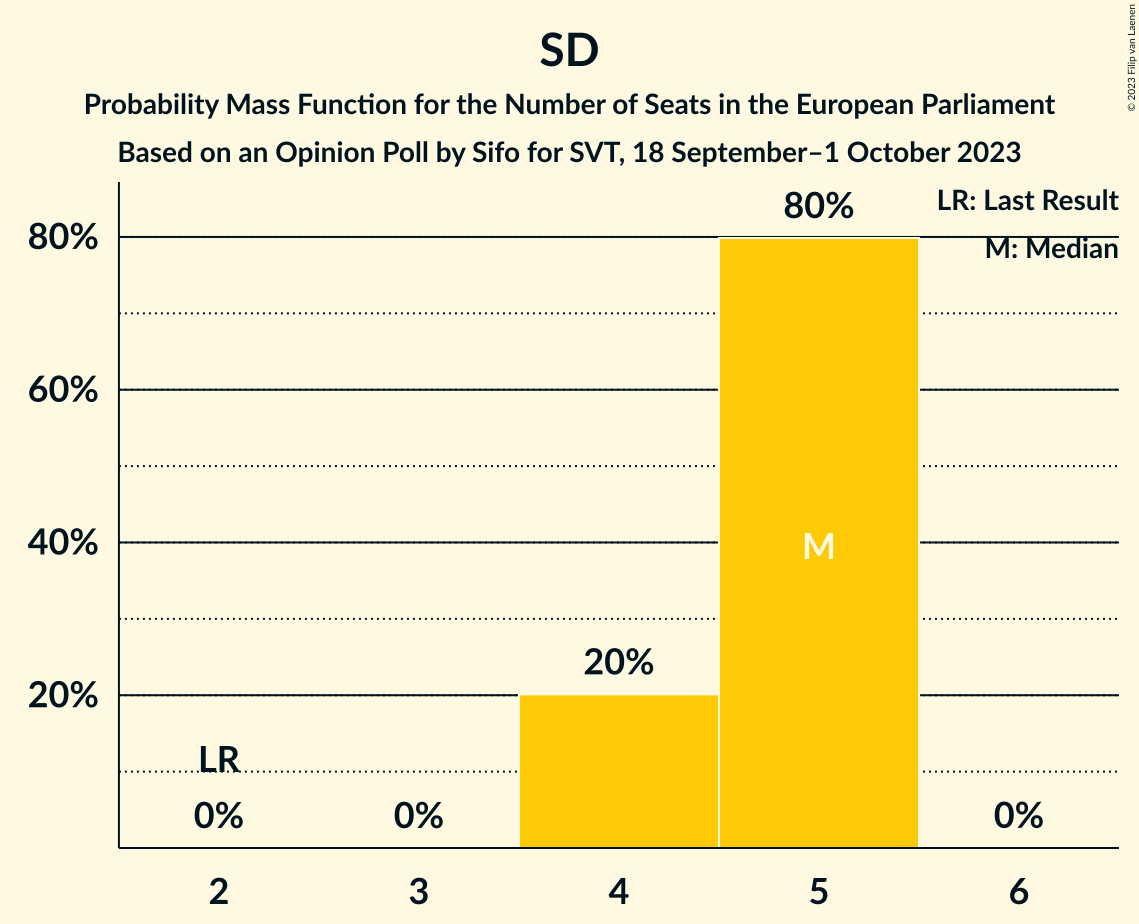 SD
Probability Mass Function for the Number of Seats in the European Parliament
Based on an Opinion Poll by Sifo for SVT, 18 September–1 October 2023
© 2023 Filip van Laenen
LR: Last Result
M: Median
80%
60%
40%
20%
LR
0%
0%
20%
80%
M
0%
2 3 4 5 6